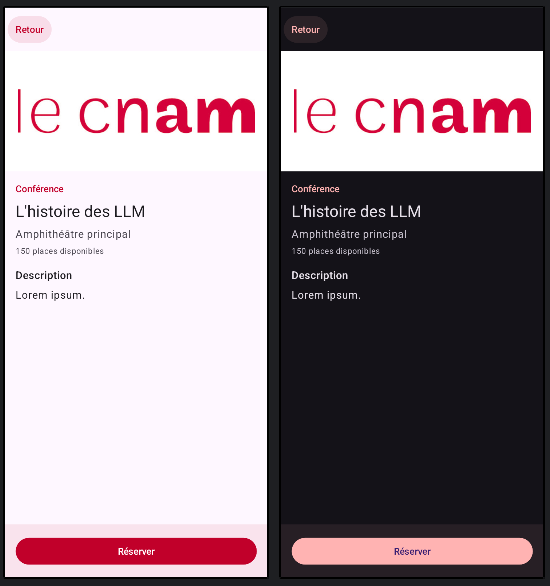 Retour
le cnam
Conférence
L'histoire des LLM
Amphithéâtre principal
150 places disponibles
Description
Lorem ipsum.
Réserver
Retour
le cnam
Conférence
L'histoire des LLM
Amphithéâtre principal
150 places disponibles
Description
Lorem ipsum.
Réserver